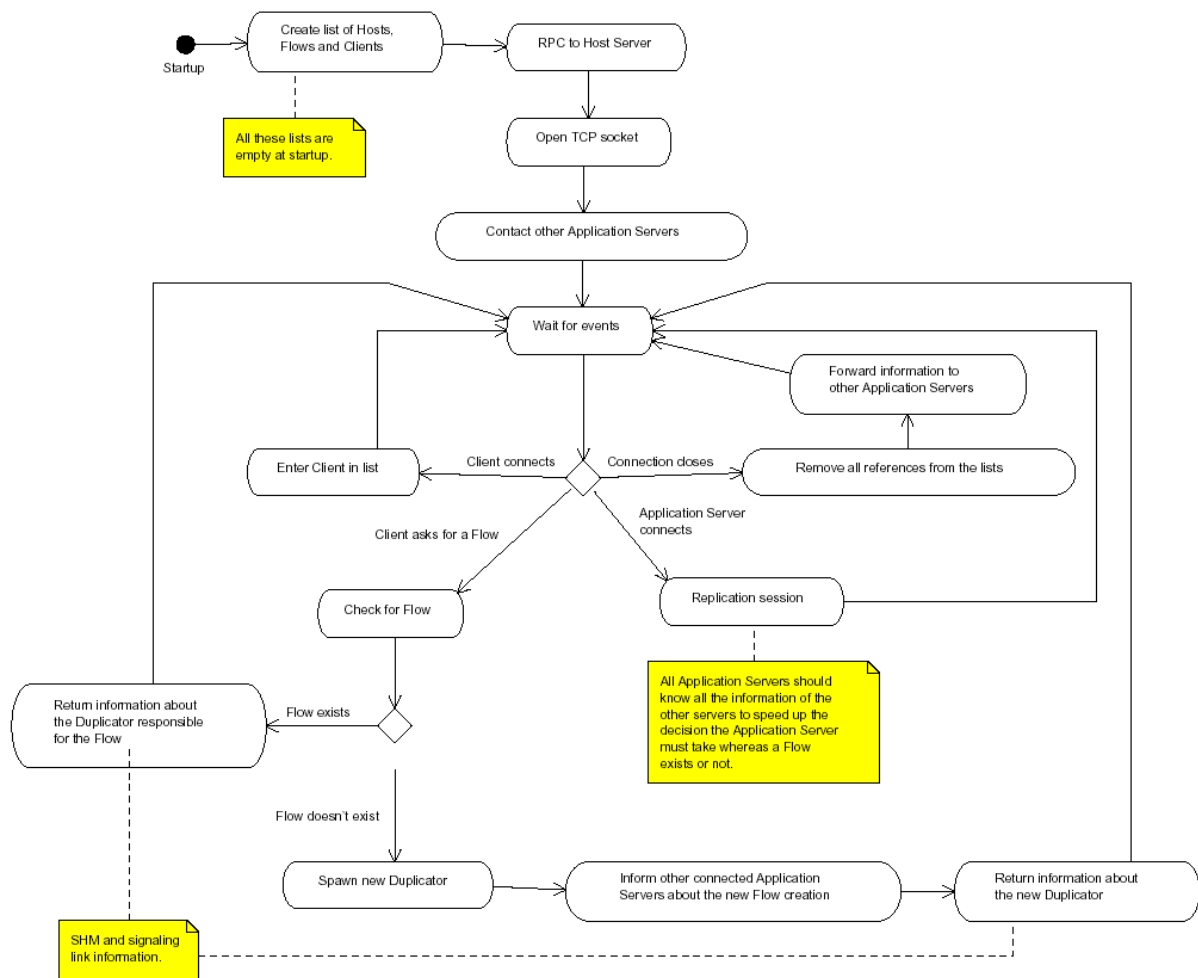 Create list of Hosts,
Flows and Clients
RPC to Host Server
Startup
All these lists are
empty at startup.
Open TCP socket
Contact other Application Servers
Wait for events
Forward information to
other Application Servers
Enter Client in list
Client connects
Connection closes
Remove all references from the lists
Application Server
connects
Client asks for a Flow
Check for Flow
Replication session
All Application Servers should
know all the information of the
other servers to speed up the
decision the Application Server
must take whereas a Flow
exists or not.
Return information about
the Duplicator responsible
for the Flow
Flow exists
Flow doesn't exist
Spawn new Duplicator
Inform other connected Application
Servers about the new Flow creation
Return information about
the new Duplicator
SHM and signaling
link information.